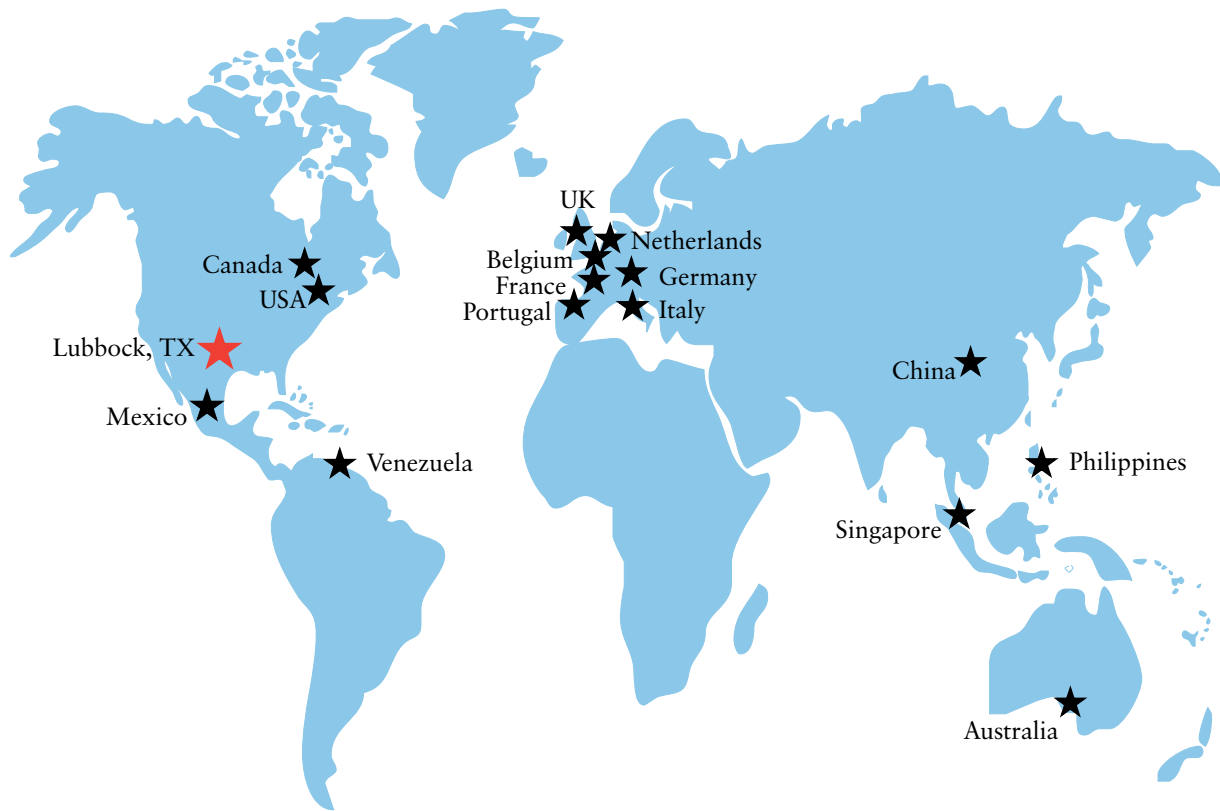 UK
Netherlands
Belgium
Canada
Germany
France
USA
Portugal
Italy
Lubbock, TX
China
Mexico
Venezuela
Philippines
Singapore
Australia